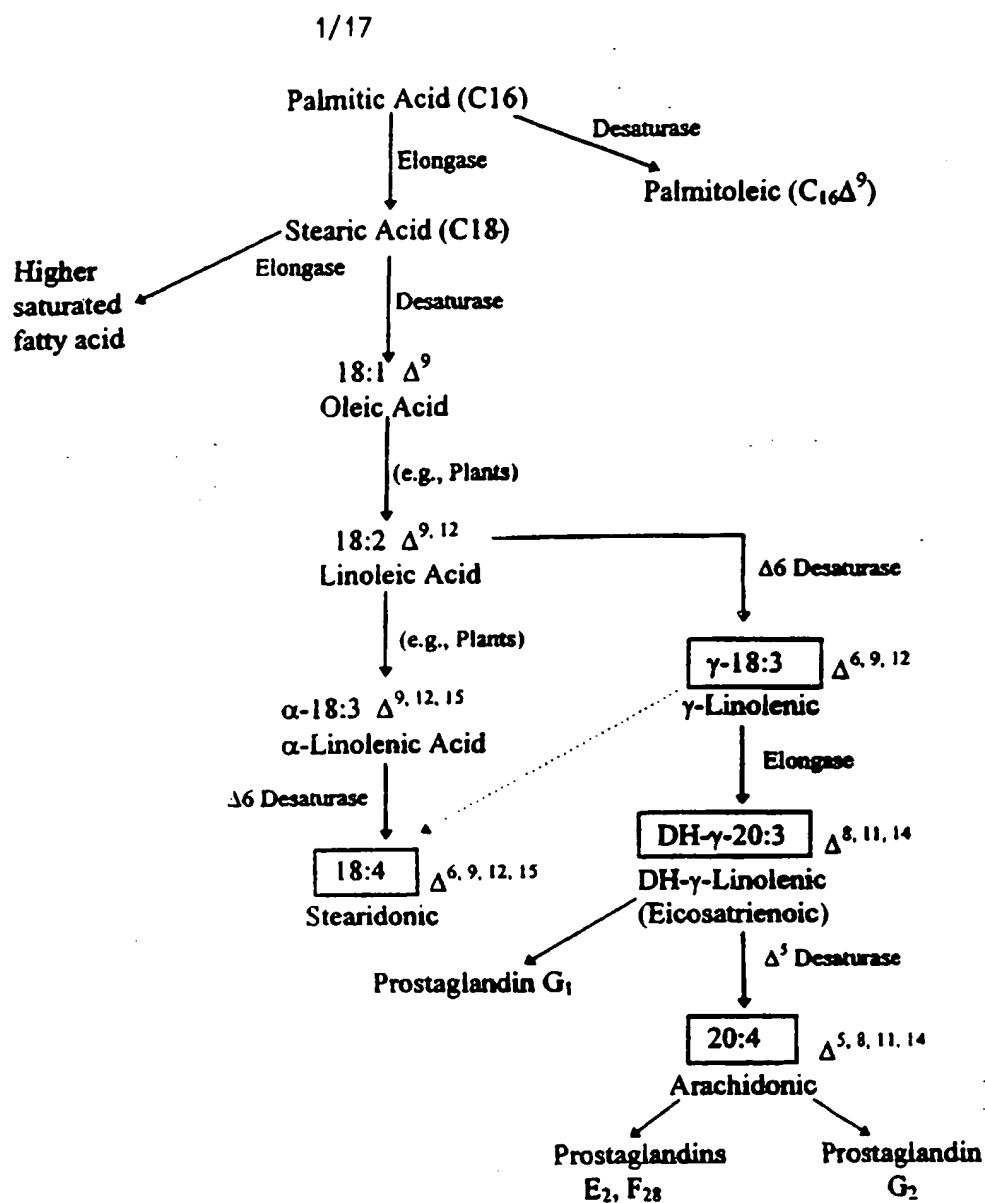 1/17
Palmitic Acid (C16)
Desaturase
Elongase
Palmitoleic (C₁₆Δ⁹)
Stearic Acid (C18)
Elongase
Higher
saturated
fatty acid
Desaturase
18:1 Δ⁹
Oleic Acid
(e.g., Plants)
18:2 Δ⁹, ¹²
Linoleic Acid
Δ6 Desaturase
(e.g., Plants)
γ-18:3 Δ⁶, ⁹, ¹²
γ-Linolenic
α-18:3 Δ⁹, ¹², ¹⁵
α-Linolenic Acid
Elongase
Δ6 Desaturase
DH-γ-20:3 Δ⁸, ¹¹, ¹⁴
DH-γ-Linolenic
(Eicosatrienoic)
18:4 Δ⁶, ⁹, ¹², ¹⁵
Stearidonic
Δ⁵ Desaturase
Prostaglandin G₁
20:4 Δ⁵, ⁸, ¹¹, ¹⁴
Arachidonic
Prostaglandins
E₂, F₂₈
Prostaglandin
G₂